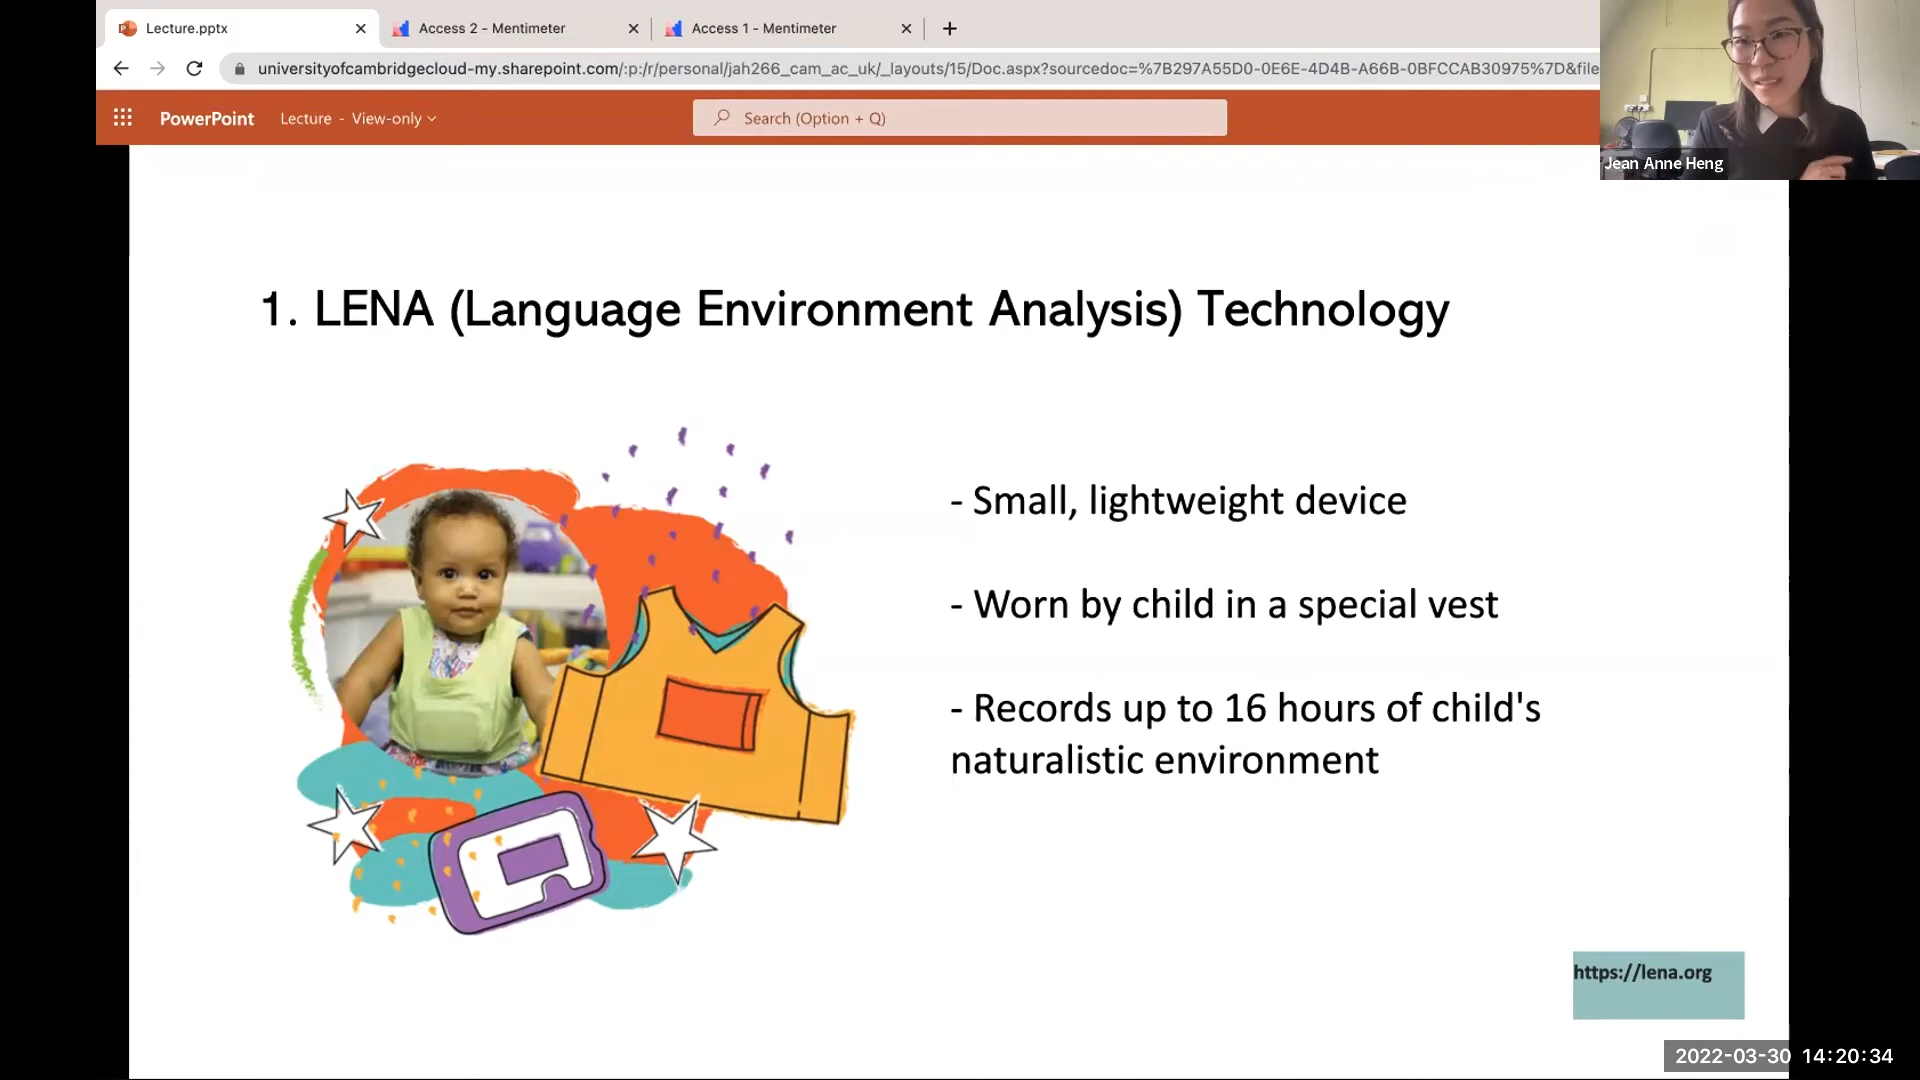 Lecture.pptx
Access 2 - Mentimeter
Access 1 - Mentimeter
universityofcambridgecloud-my.sharepoint.com/:p:/r/personal/jah266_cam_ac_uk/_layouts/15/Doc.aspx?sourcedoc=%7B297A55D0-0E6E-4D4B-A66B-0BFCCAB30975%7D&file
PowerPoint
Lecture - View-only
Search (Option + Q)
Jean Anne Heng
1. LENA (Language Environment Analysis) Technology
- Small, lightweight device
- Worn by child in a special vest
- Records up to 16 hours of child's
naturalistic environment
https://lena.org
2022-03-30 14:20:34